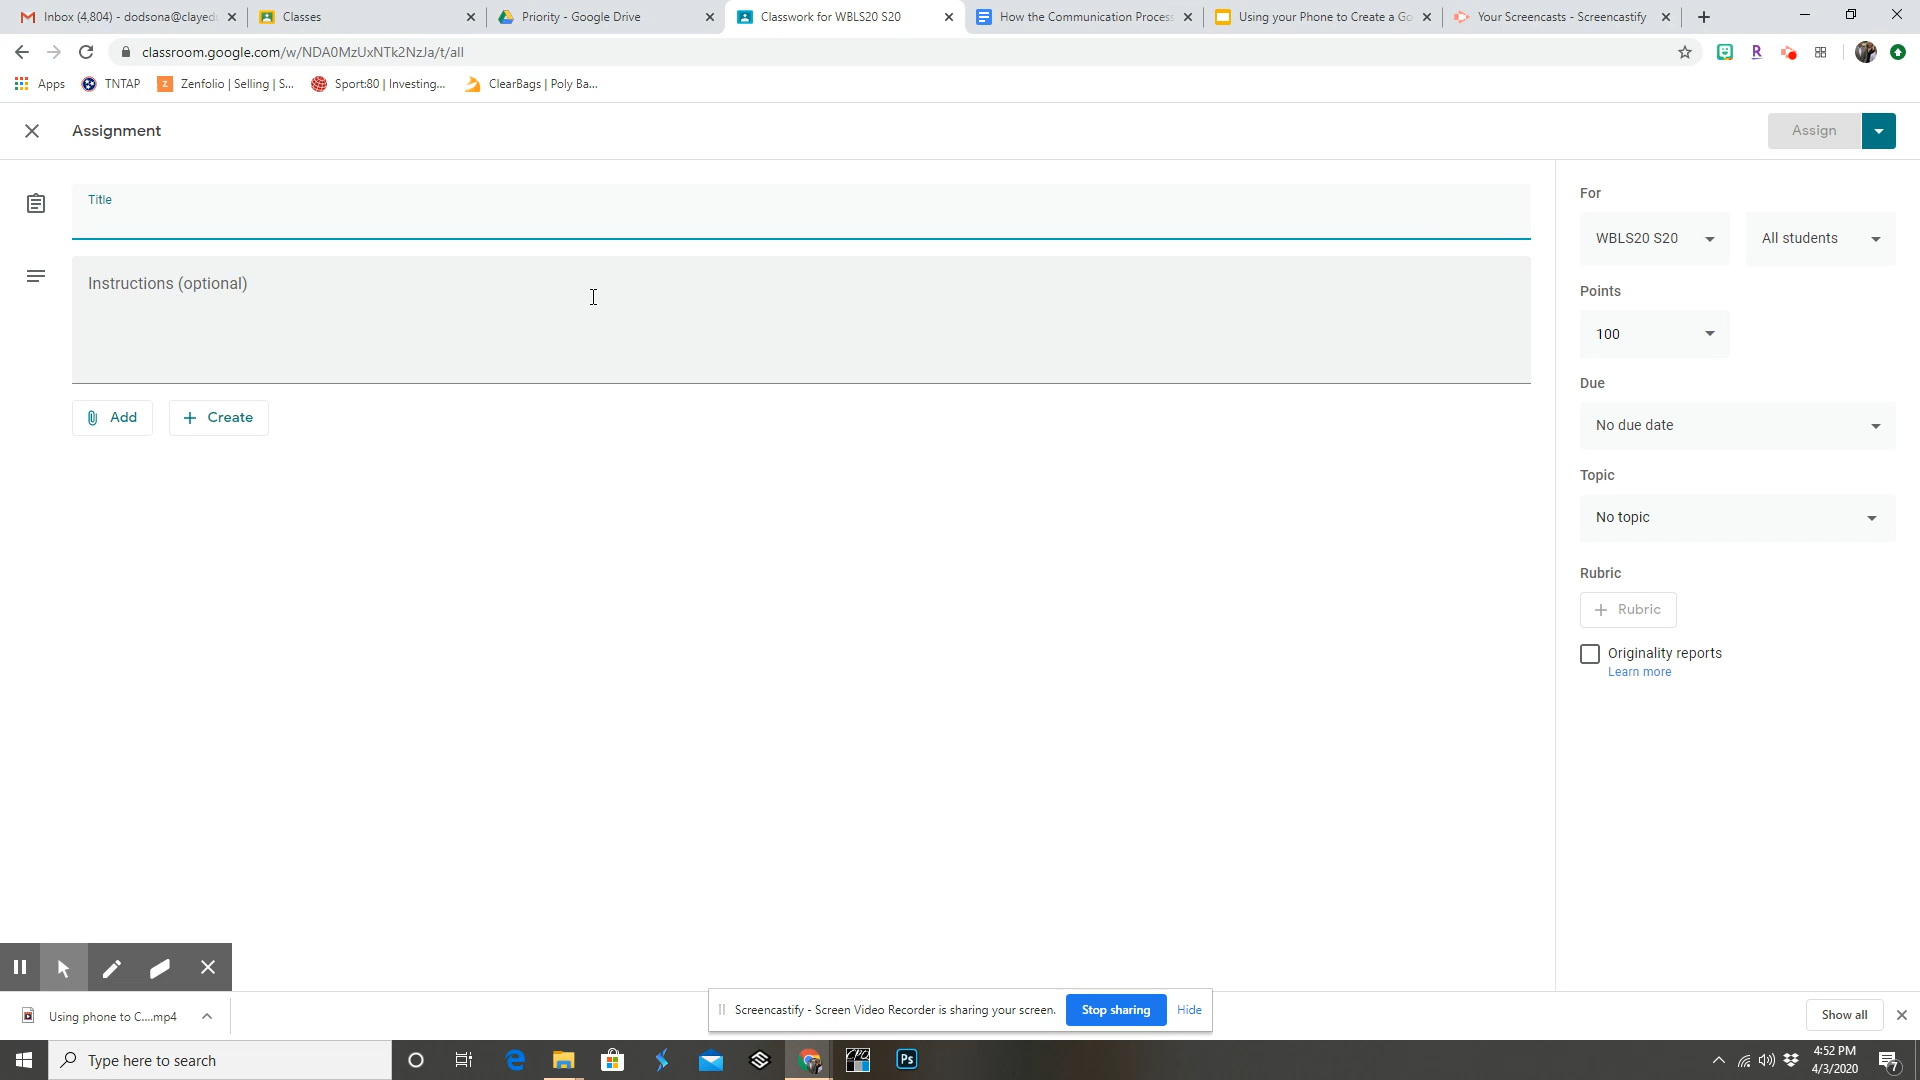 Inbox (4,804) - dodsona@clayed
Classes
Priority - Google Drive
Classwork for WBLS20 S20
How the Communication Process
Using your Phone to Create a Go
Your Screencasts - Screencastify
classroom.google.com/w/NDA0MzUxNTk2NzJa/t/all
Apps
TNTAP
Zenfolio | Selling | S...
Sport:80 | Investing...
ClearBags | Poly Ba...
Assignment
Assign
Title
Instructions (optional)
Add
Create
For
WBLS20 S20
All students
Points
100
Due
No due date
Topic
No topic
Rubric
Rubric
Originality reports
Learn more
Screencastify - Screen Video Recorder is sharing your screen.
Stop sharing
Hide
Using phone to C....mp4
Show all
Type here to search
CPO
Ps
4:52 PM
4/3/2020
7